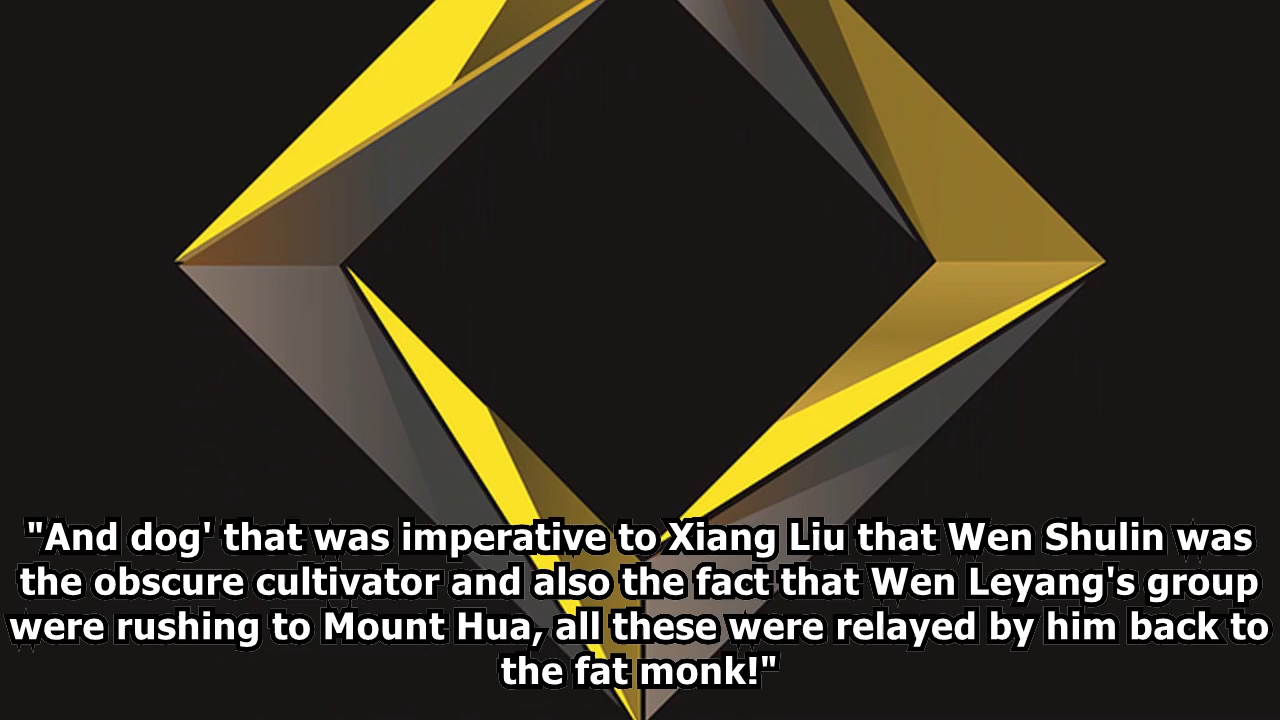 "And dog' that was imperative to Xiang Liu that Wen Shulin was
the obscure cultivator and also the fact that Wen Leyang's group
were rushing to Mount Hua, all these were relayed by him back to
the fat monk!"